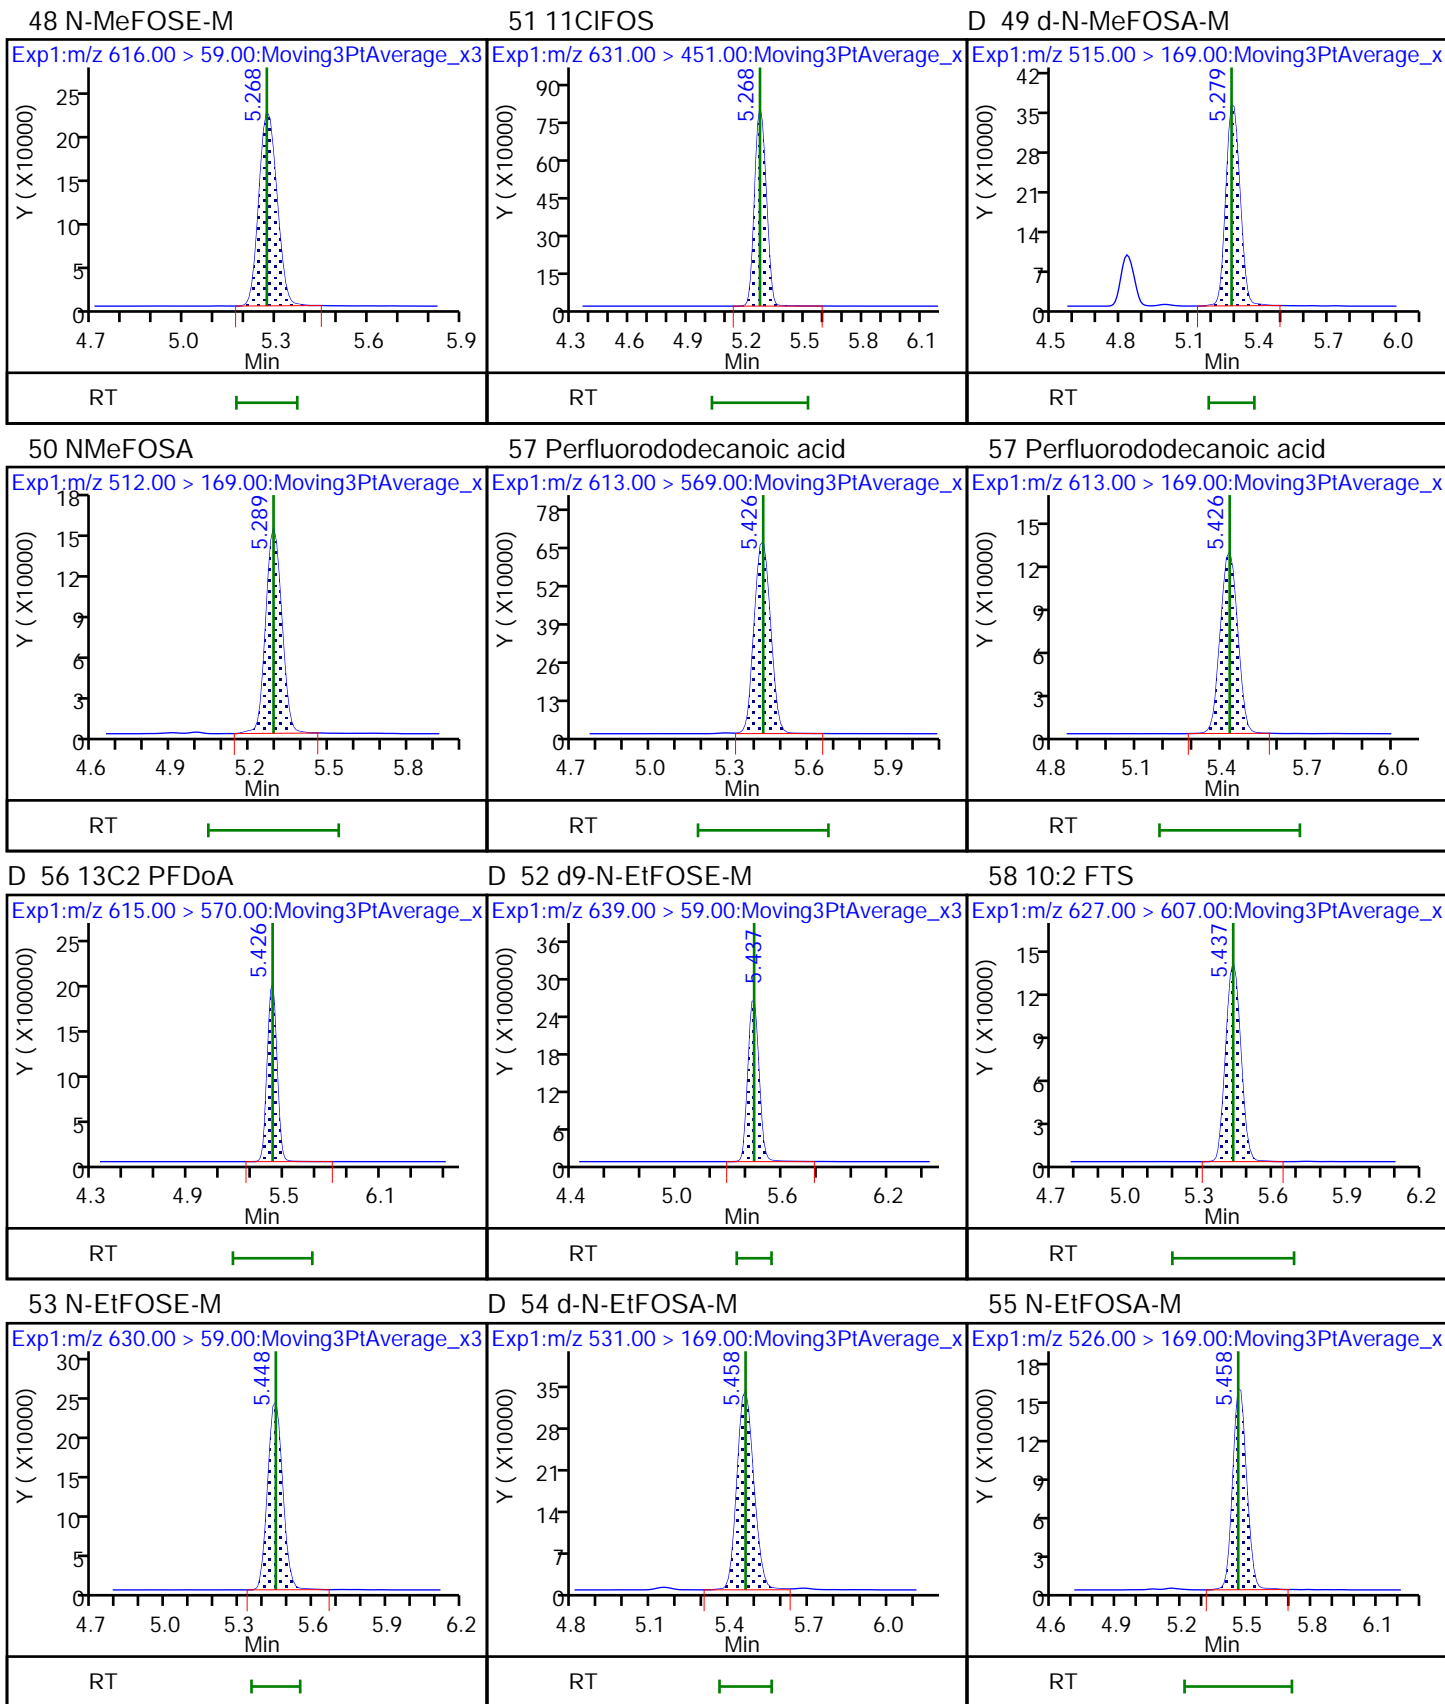 48 N-MeFOSE-M
Exp1:m/z 616.00 > 59.00:Moving3PtAverage_x3
Y ( X10000)
25
20
15
10
5
0
5.268
4.7 5.0 5.3 5.6 5.9
Min
RT
51 11ClFOS
Exp1:m/z 631.00 > 451.00:Moving3PtAverage_x
Y ( X10000)
90
75
60
45
30
15
0
5.268
4.3 4.6 4.9 5.2 5.5 5.8 6.1
Min
RT
D 49 d-N-MeFOSA-M
Exp1:m/z 515.00 > 169.00:Moving3PtAverage_x
Y ( X10000)
42
35
28
21
14
7
0
5.279
4.5 4.8 5.1 5.4 5.7 6.0
Min
RT
50 NMeFOSA
Exp1:m/z 512.00 > 169.00:Moving3PtAverage_x
Y ( X10000)
18
15
12
9
6
3
0
5.289
4.6 4.9 5.2 5.5 5.8
Min
RT
57 Perfluorododecanoic acid
Exp1:m/z 613.00 > 569.00:Moving3PtAverage_x
Y ( X10000)
78
65
52
39
26
13
0
5.426
4.7 5.0 5.3 5.6 5.9
Min
RT
57 Perfluorododecanoic acid
Exp1:m/z 613.00 > 169.00:Moving3PtAverage_x
Y ( X10000)
15
12
9
6
3
0
5.426
4.8 5.1 5.4 5.7 6.0
Min
RT
D 56 13C2 PFDoA
Exp1:m/z 615.00 > 570.00:Moving3PtAverage_x
Y ( X100000)
25
20
15
10
5
0
5.426
4.3 4.9 5.5 6.1
Min
RT
D 52 d9-N-EtFOSE-M
Exp1:m/z 639.00 > 59.00:Moving3PtAverage_x3
Y ( X100000)
36
30
24
18
12
6
0
5.437
4.4 5.0 5.6 6.2
Min
RT
58 10:2 FTS
Exp1:m/z 627.00 > 607.00:Moving3PtAverage_x
Y ( X10000)
15
12
9
6
3
0
5.437
4.7 5.0 5.3 5.6 5.9 6.2
Min
RT
53 N-EtFOSE-M
Exp1:m/z 630.00 > 59.00:Moving3PtAverage_x3
Y ( X10000)
30
25
20
15
10
5
0
5.448
4.7 5.0 5.3 5.6 5.9 6.2
Min
RT
D 54 d-N-EtFOSA-M
Exp1:m/z 531.00 > 169.00:Moving3PtAverage_x
Y ( X10000)
35
28
21
14
7
0
5.458
4.8 5.1 5.4 5.7 6.0
Min
RT
55 N-EtFOSA-M
Exp1:m/z 526.00 > 169.00:Moving3PtAverage_x
Y ( X10000)
18
15
12
9
6
3
0
5.458
4.6 4.9 5.2 5.5 5.8 6.1
Min
RT